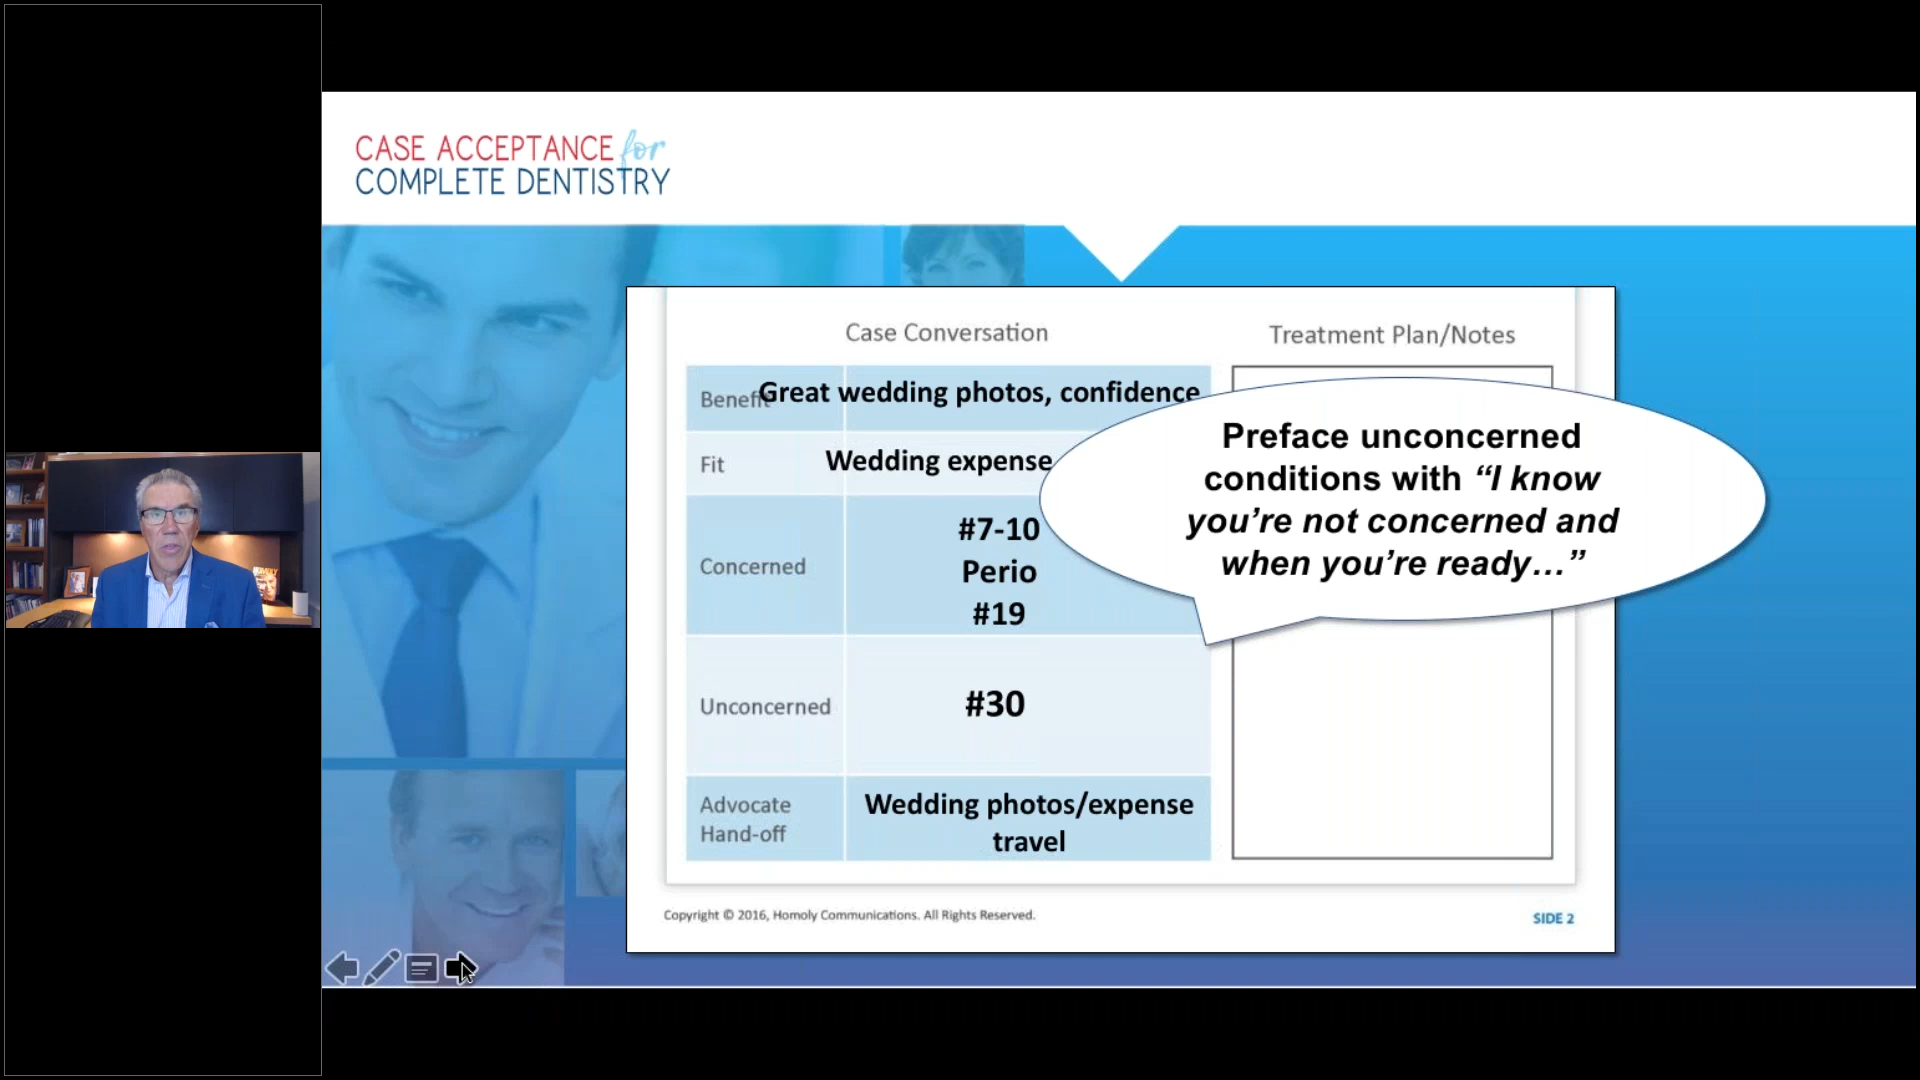 CASE ACCEPTANCE for
COMPLETE DENTISTRY
Case Conversation
Treatment Plan/Notes
Benefit
Great wedding photos, confidence
Fit
Wedding expense
Concerned
#7-10
Perio
#19
Unconcerned
#30
Advocate
Hand-off
Wedding photos/expense
travel
Preface unconcerned
conditions with “I know
you’re not concerned and
when you’re ready…”
Copyright © 2016, Homoly Communications. All Rights Reserved.
SIDE 2
HOMOLY